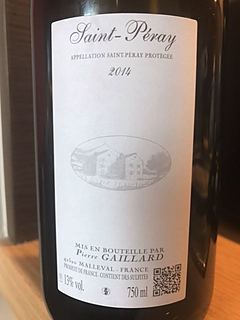 Saint-Péray
APPELLATION SAINT-PÉRAY PROTÉGÉE
2014
MIS EN BOUTEILLE PAR
Pierre GAILLARD
42520 MALLEVAL - FRANCE
PRODUIT DE FRANCE - CONTIENT DES SULFITES
13% vol.
750 ml